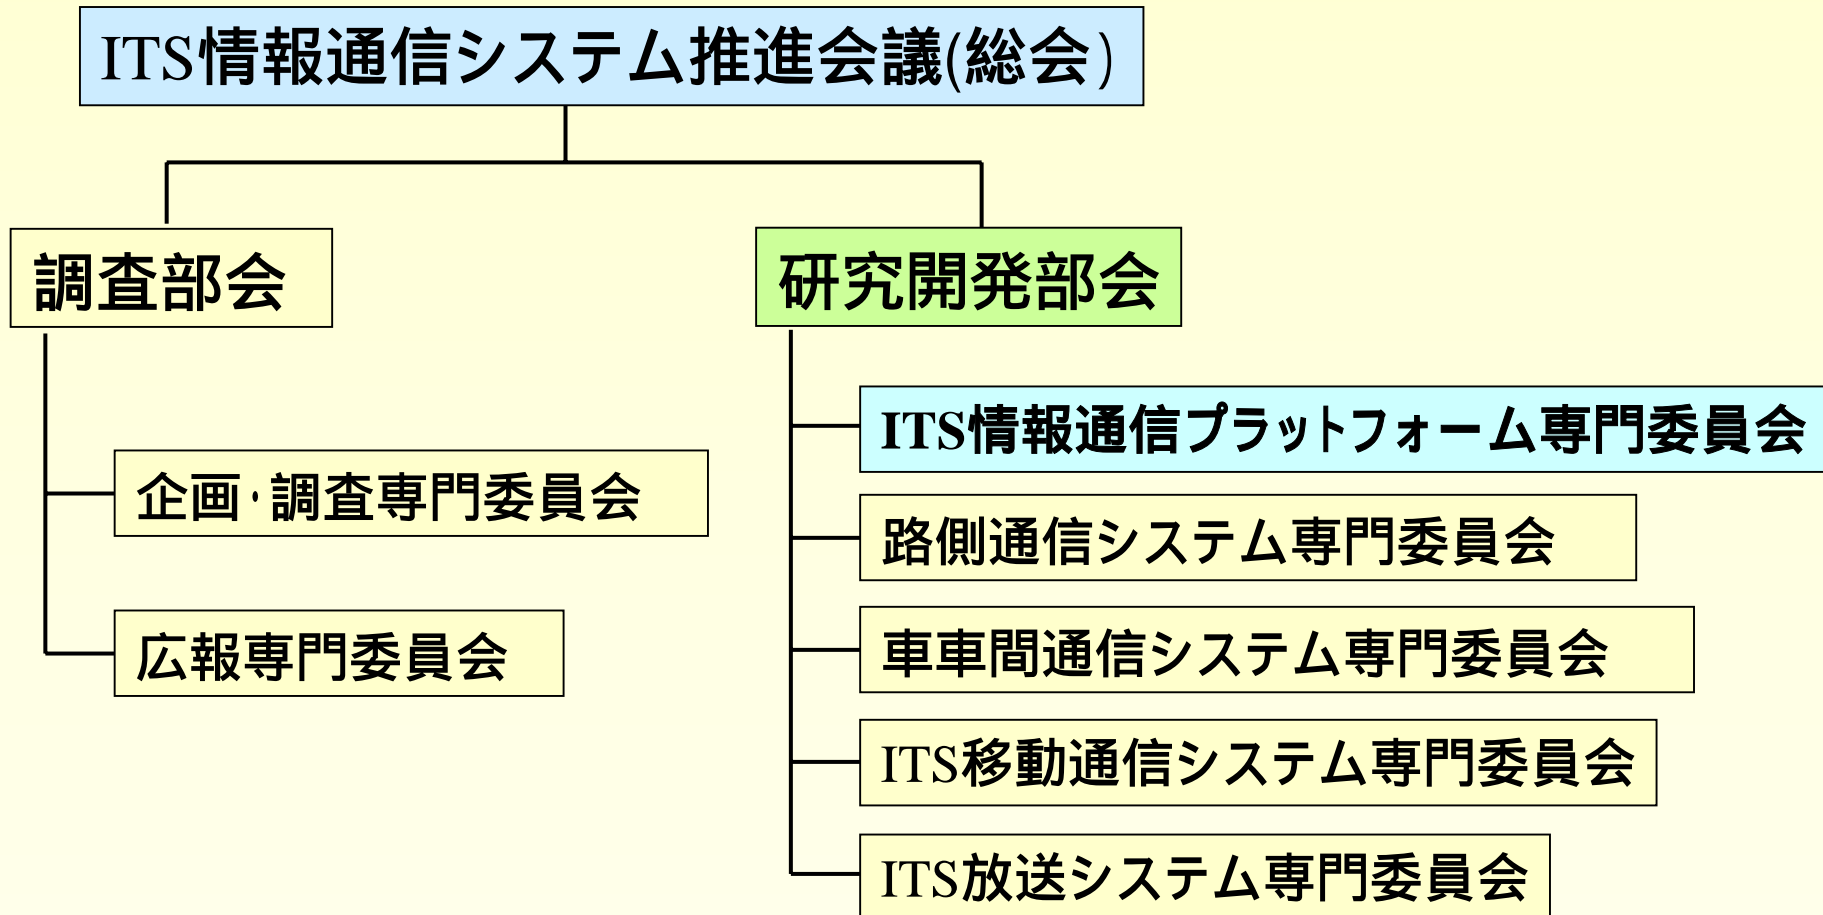 ITS情報通信システム推進会議(総会)
調査部会
企画・調査専門委員会
広報専門委員会
研究開発部会
ITS情報通信プラットフォーム専門委員会
路側通信システム専門委員会
車車間通信システム専門委員会
ITS移動通信システム専門委員会
ITS放送システム専門委員会